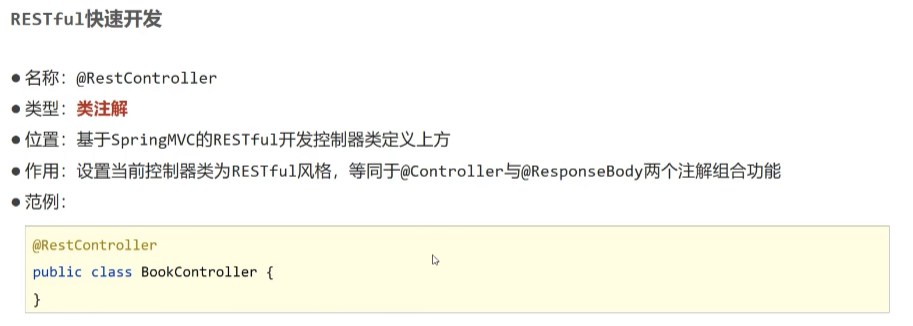 RESTful快速开发
● 名称：@RestController
● 类型：类注解
● 位置：基于SpringMVC的RESTful开发控制器类定义上方
● 作用：设置当前控制器类为RESTful风格，等同于@Controller与@ResponseBody两个注解组合功能
● 范例：
@RestController
public class BookController {
}